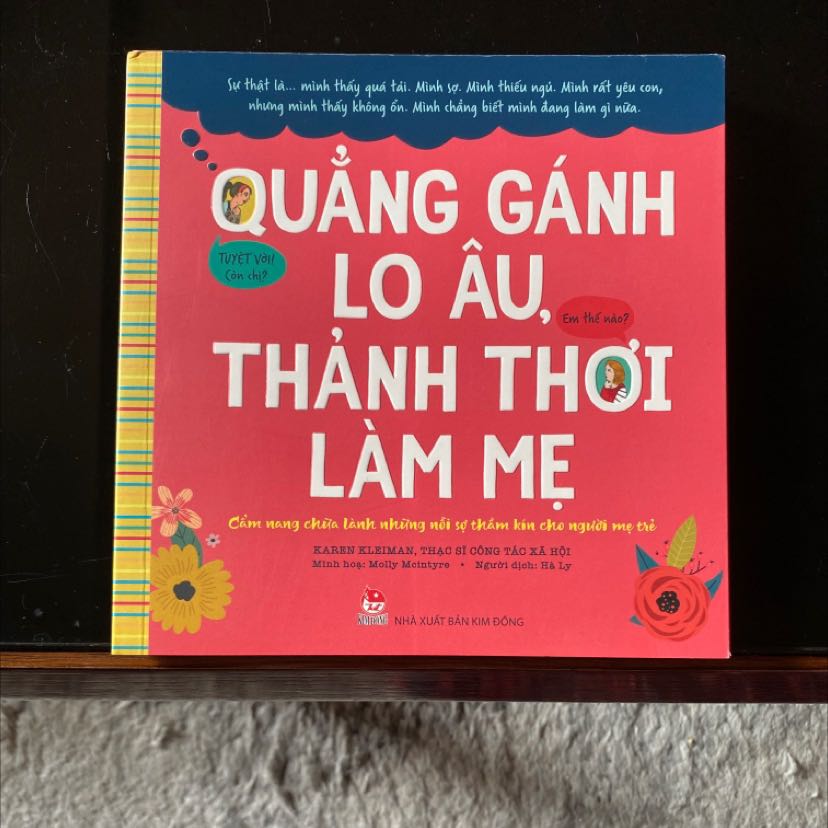 Sự thật là... mình thấy quá tải. Mình sợ. Mình thiếu ngủ. Mình rất yêu con,
nhưng mình thấy không ổn. Mình chẳng biết mình đang làm gì nữa.
QUẲNG GÁNH
TUYỆT VỜI!
Còn chị?
LO ÂU,
Em thế nào?
THẢNH THƠI
LÀM MẸ
Cẩm nang chữa lành những nỗi sợ thầm kín cho người mẹ trẻ
KAREN KLEIMAN, THẠC SĨ CÔNG TÁC XÃ HỘI
Minh hoạ: Molly Mcintyre • Người dịch: Hà Ly
KIM ĐỒNG
NHÀ XUẤT BẢN KIM ĐỒNG